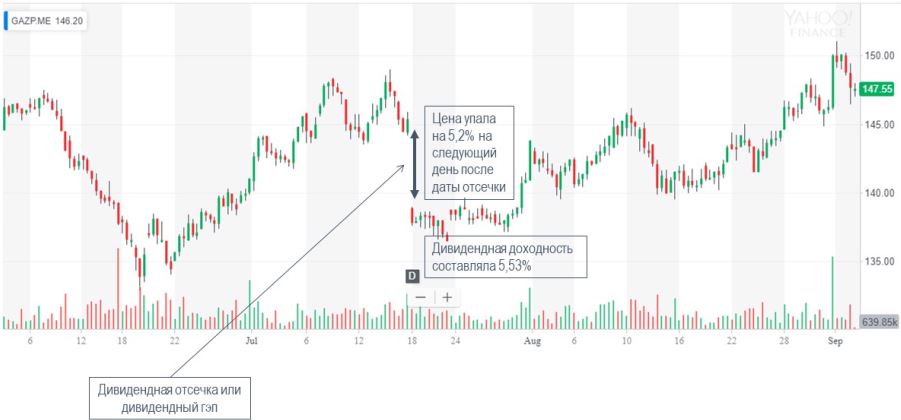 GAZP.ME 146.20
YAHOO!
FINANCE
150.00
147.55
145.00
140.00
135.00
639.85k
Цена упала
на 5,2% на
следующий
день после
даты отсечки
Дивидендная доходность
составляла 5,53%
D
− +
6 18 22 Jul 6 12 18 24 Aug 6 10 16 22 28 Sep
Дивидендная отсечка или
дивидендный гэп